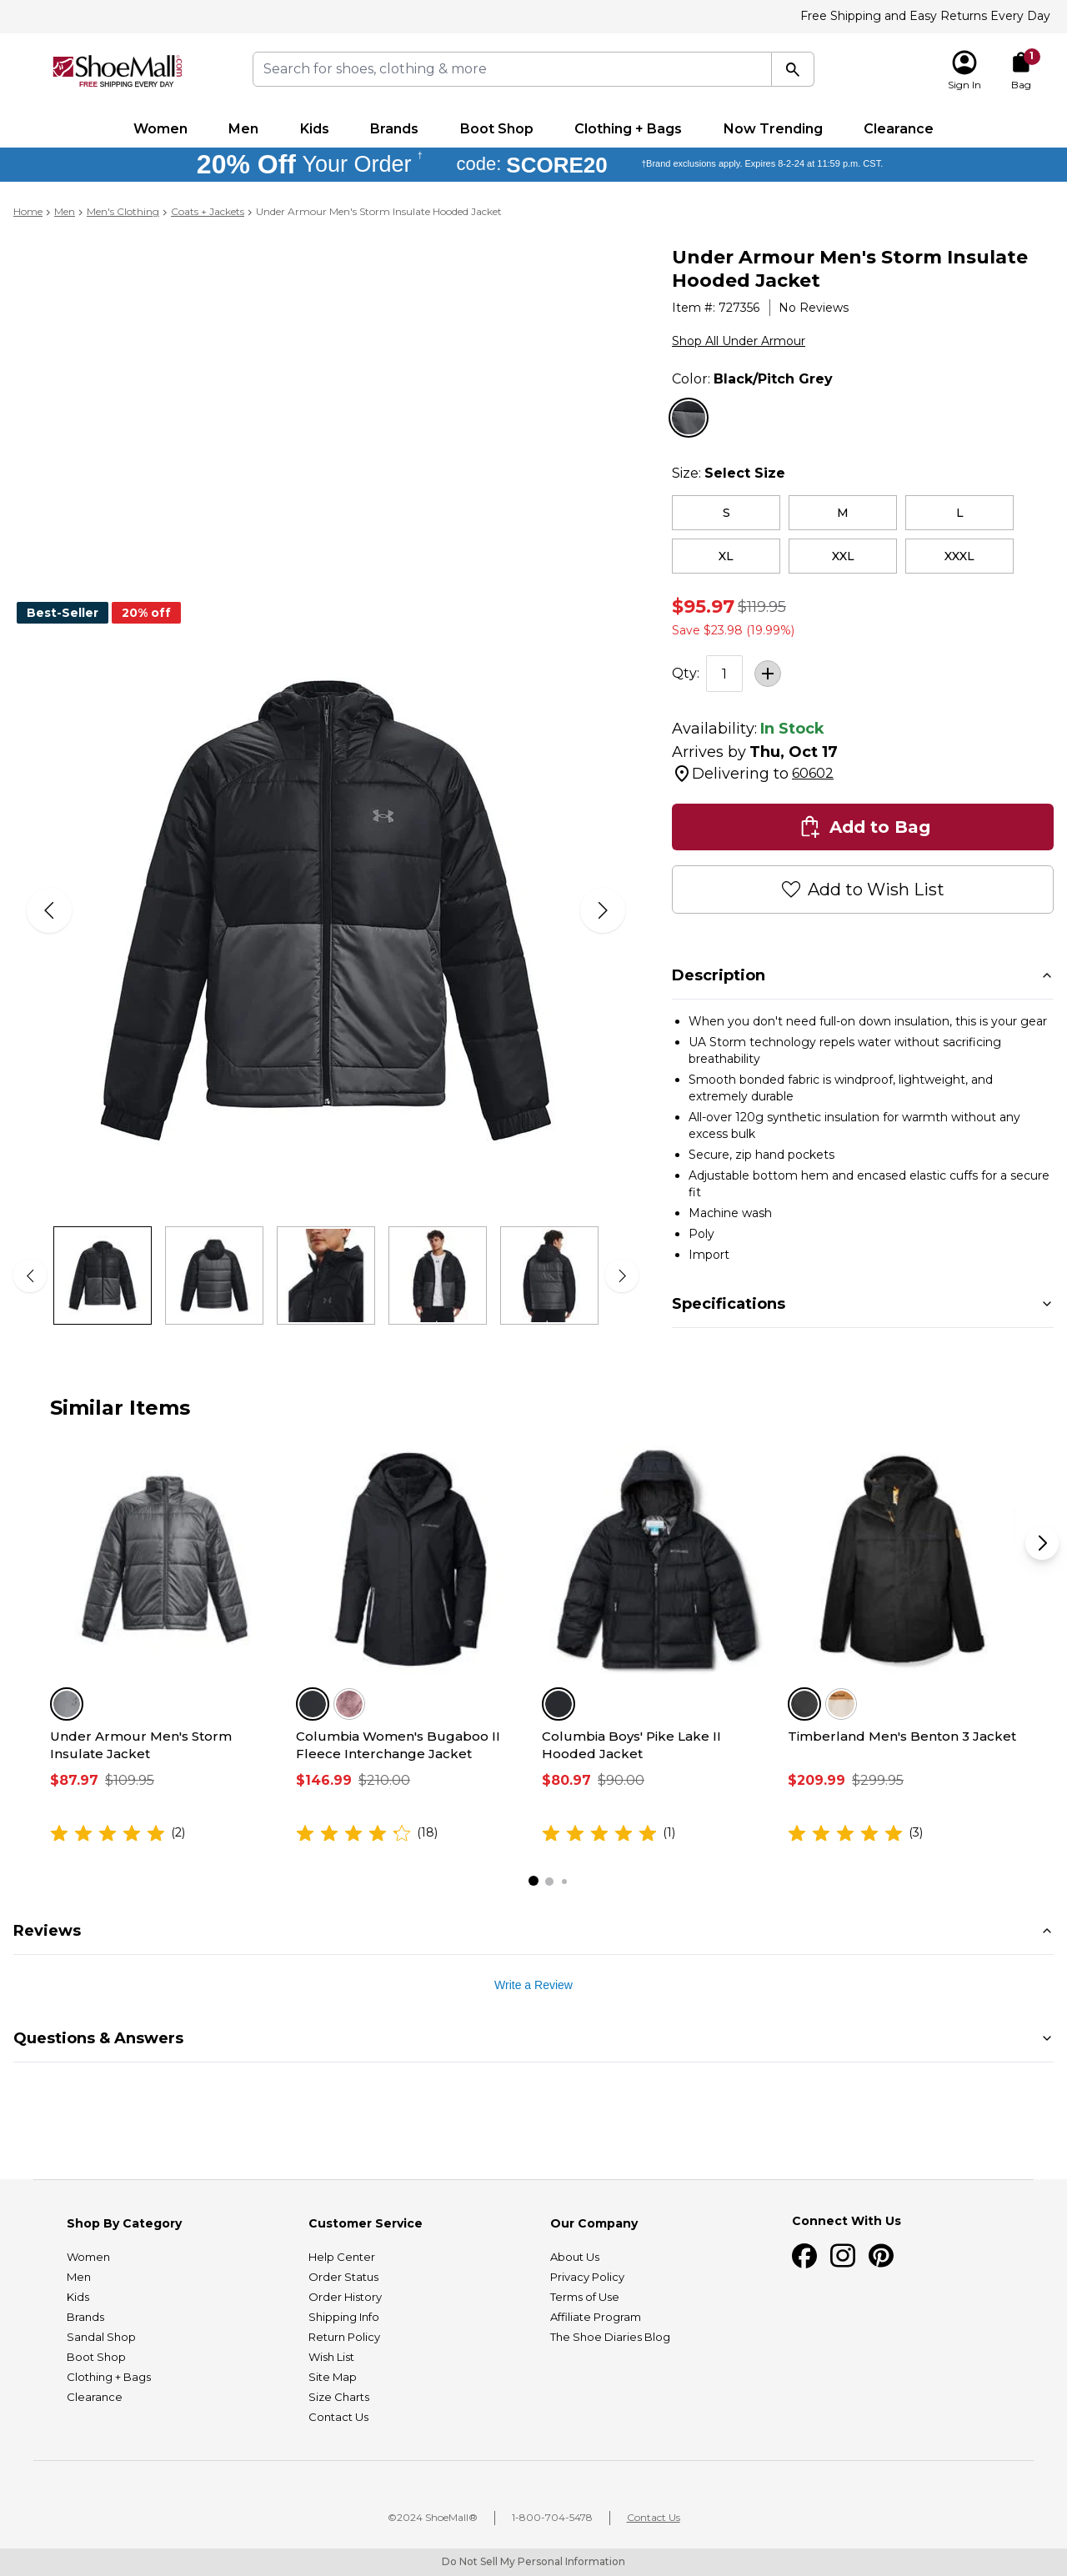 Free Shipping and Easy Returns Every Day
ShoeMall.com
FREE SHIPPING EVERY DAY
Search for shoes, clothing & more
Sign In
1
Bag
Women Men Kids Brands Boot Shop Clothing + Bags Now Trending Clearance
20% Off Your Order † code: SCORE20 †Brand exclusions apply. Expires 8-2-24 at 11:59 p.m. CST.
Home > Men > Men's Clothing > Coats + Jackets > Under Armour Men's Storm Insulate Hooded Jacket
Best-Seller 20% off
Under Armour Men's Storm Insulate
Hooded Jacket
Item #: 727356 No Reviews
Shop All Under Armour
Color: Black/Pitch Grey
Size: Select Size
S M L
XL XXL XXXL
$95.97 $119.95
Save $23.98 (19.99%)
Qty: 1
Availability: In Stock
Arrives by Thu, Oct 17
Delivering to 60602
Add to Bag
Add to Wish List
Description
• When you don't need full-on down insulation, this is your gear
• UA Storm technology repels water without sacrificing
breathability
• Smooth bonded fabric is windproof, lightweight, and
extremely durable
• All-over 120g synthetic insulation for warmth without any
excess bulk
• Secure, zip hand pockets
• Adjustable bottom hem and encased elastic cuffs for a secure
fit
• Machine wash
• Poly
• Import
Specifications
Similar Items
Under Armour Men's Storm
Insulate Jacket
$87.97 $109.95
(2)
Columbia Women's Bugaboo II
Fleece Interchange Jacket
$146.99 $210.00
(18)
Columbia Boys' Pike Lake II
Hooded Jacket
$80.97 $90.00
(1)
Timberland Men's Benton 3 Jacket
$209.99 $299.95
(3)
Reviews
Write a Review
Questions & Answers
Shop By Category
Women
Men
Kids
Brands
Sandal Shop
Boot Shop
Clothing + Bags
Clearance
Customer Service
Help Center
Order Status
Order History
Shipping Info
Return Policy
Wish List
Site Map
Size Charts
Contact Us
Our Company
About Us
Privacy Policy
Terms of Use
Affiliate Program
The Shoe Diaries Blog
Connect With Us
©2024 ShoeMall® 1-800-704-5478 Contact Us
Do Not Sell My Personal Information